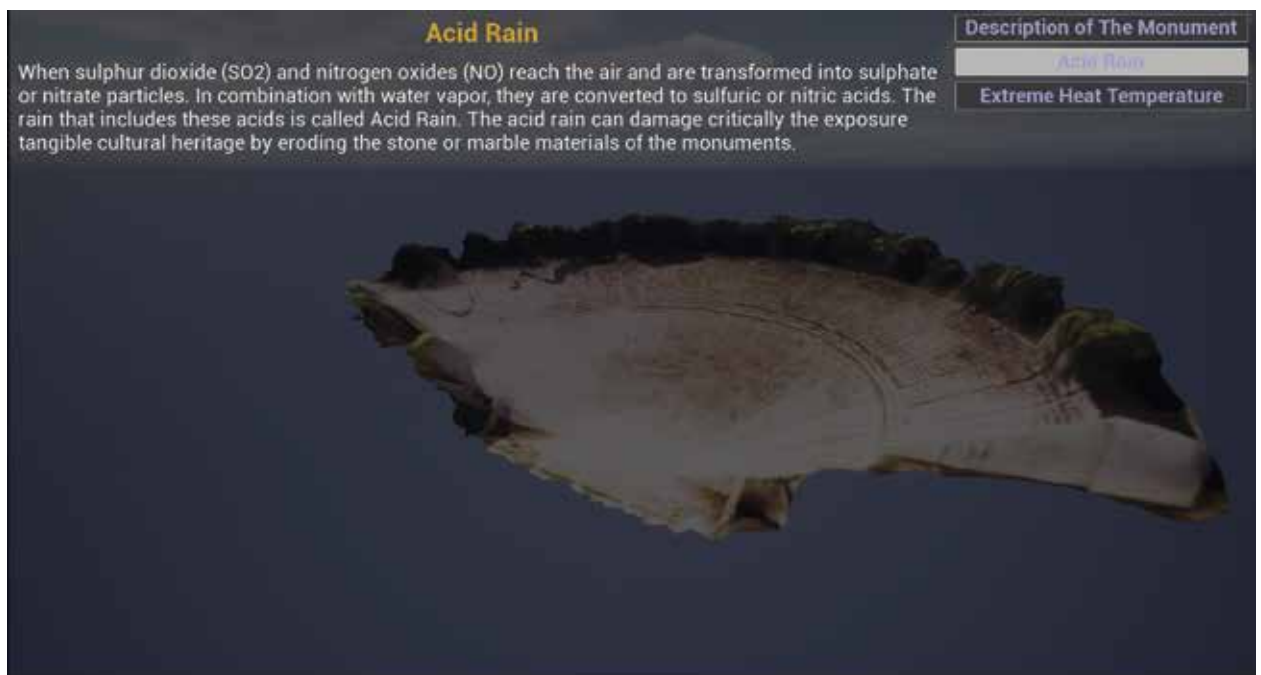 Acid Rain
When sulphur dioxide (SO2) and nitrogen oxides (NO) reach the air and are transformed into sulphate
or nitrate particles. In combination with water vapor, they are converted to sulfuric or nitric acids. The
rain that includes these acids is called Acid Rain. The acid rain can damage critically the exposure
tangible cultural heritage by eroding the stone or marble materials of the monuments.
Description of The Monument
Acid Rain
Extreme Heat Temperature